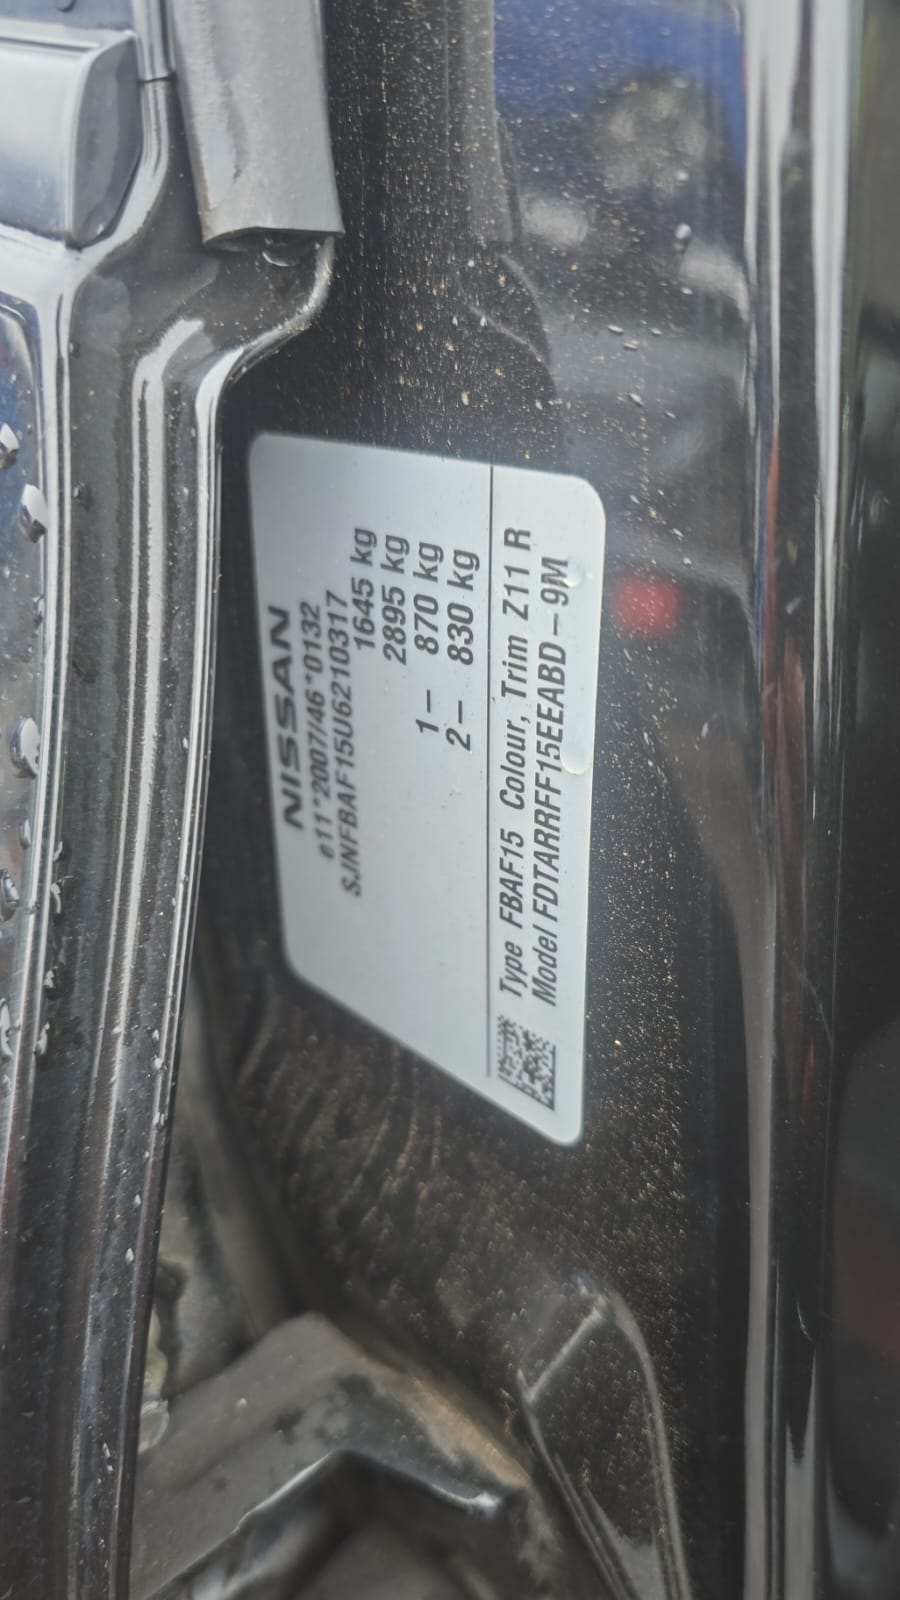 NISSAN
e11*2007/46*0132
SJNFBAF15U6210317
1645 kg
2895 kg
1– 870 kg
2– 830 kg
Type FBAF15 Colour, Trim Z11 R
Model FDTARRFF15EEABD – 9M